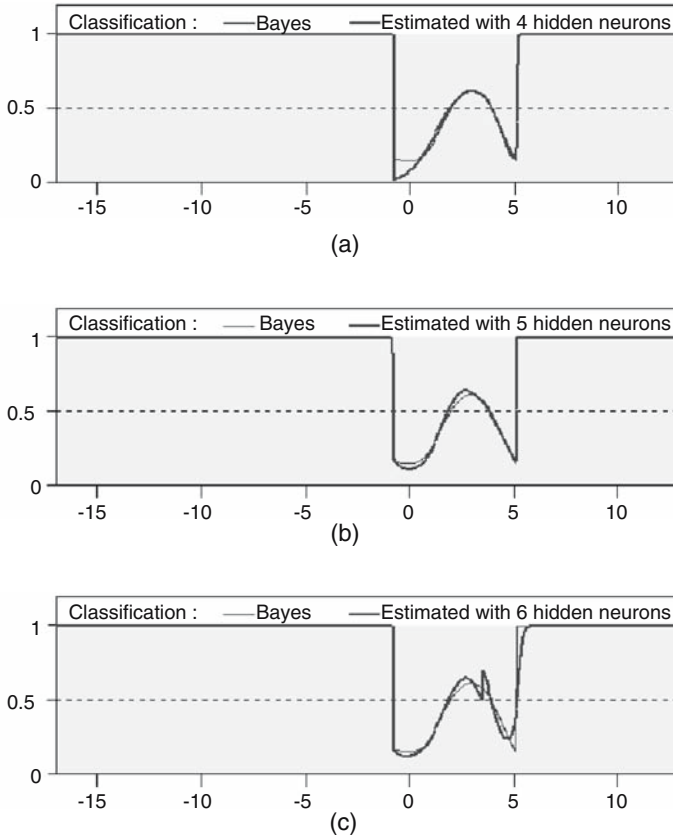 Classification : Bayes Estimated with 4 hidden neurons
1
0.5
0
-15 -10 -5 0 5 10
(a)
Classification : Bayes Estimated with 5 hidden neurons
1
0.5
0
-15 -10 -5 0 5 10
(b)
Classification : Bayes Estimated with 6 hidden neurons
1
0.5
0
-15 -10 -5 0 5 10
(c)